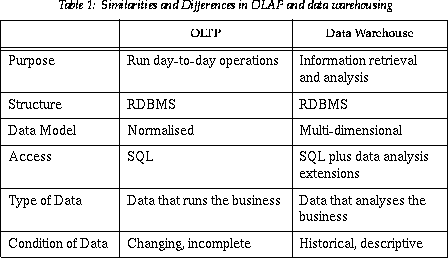 Table 1: Similarities and Differences in OLAP and data warehousing
OLTP Data Warehouse
Purpose Run day-to-day operations Information retrieval
and analysis
Structure RDBMS RDBMS
Data Model Normalised Multi-dimensional
Access SQL SQL plus data analysis
extensions
Type of Data Data that runs the business Data that analyses the
business
Condition of Data Changing, incomplete Historical, descriptive